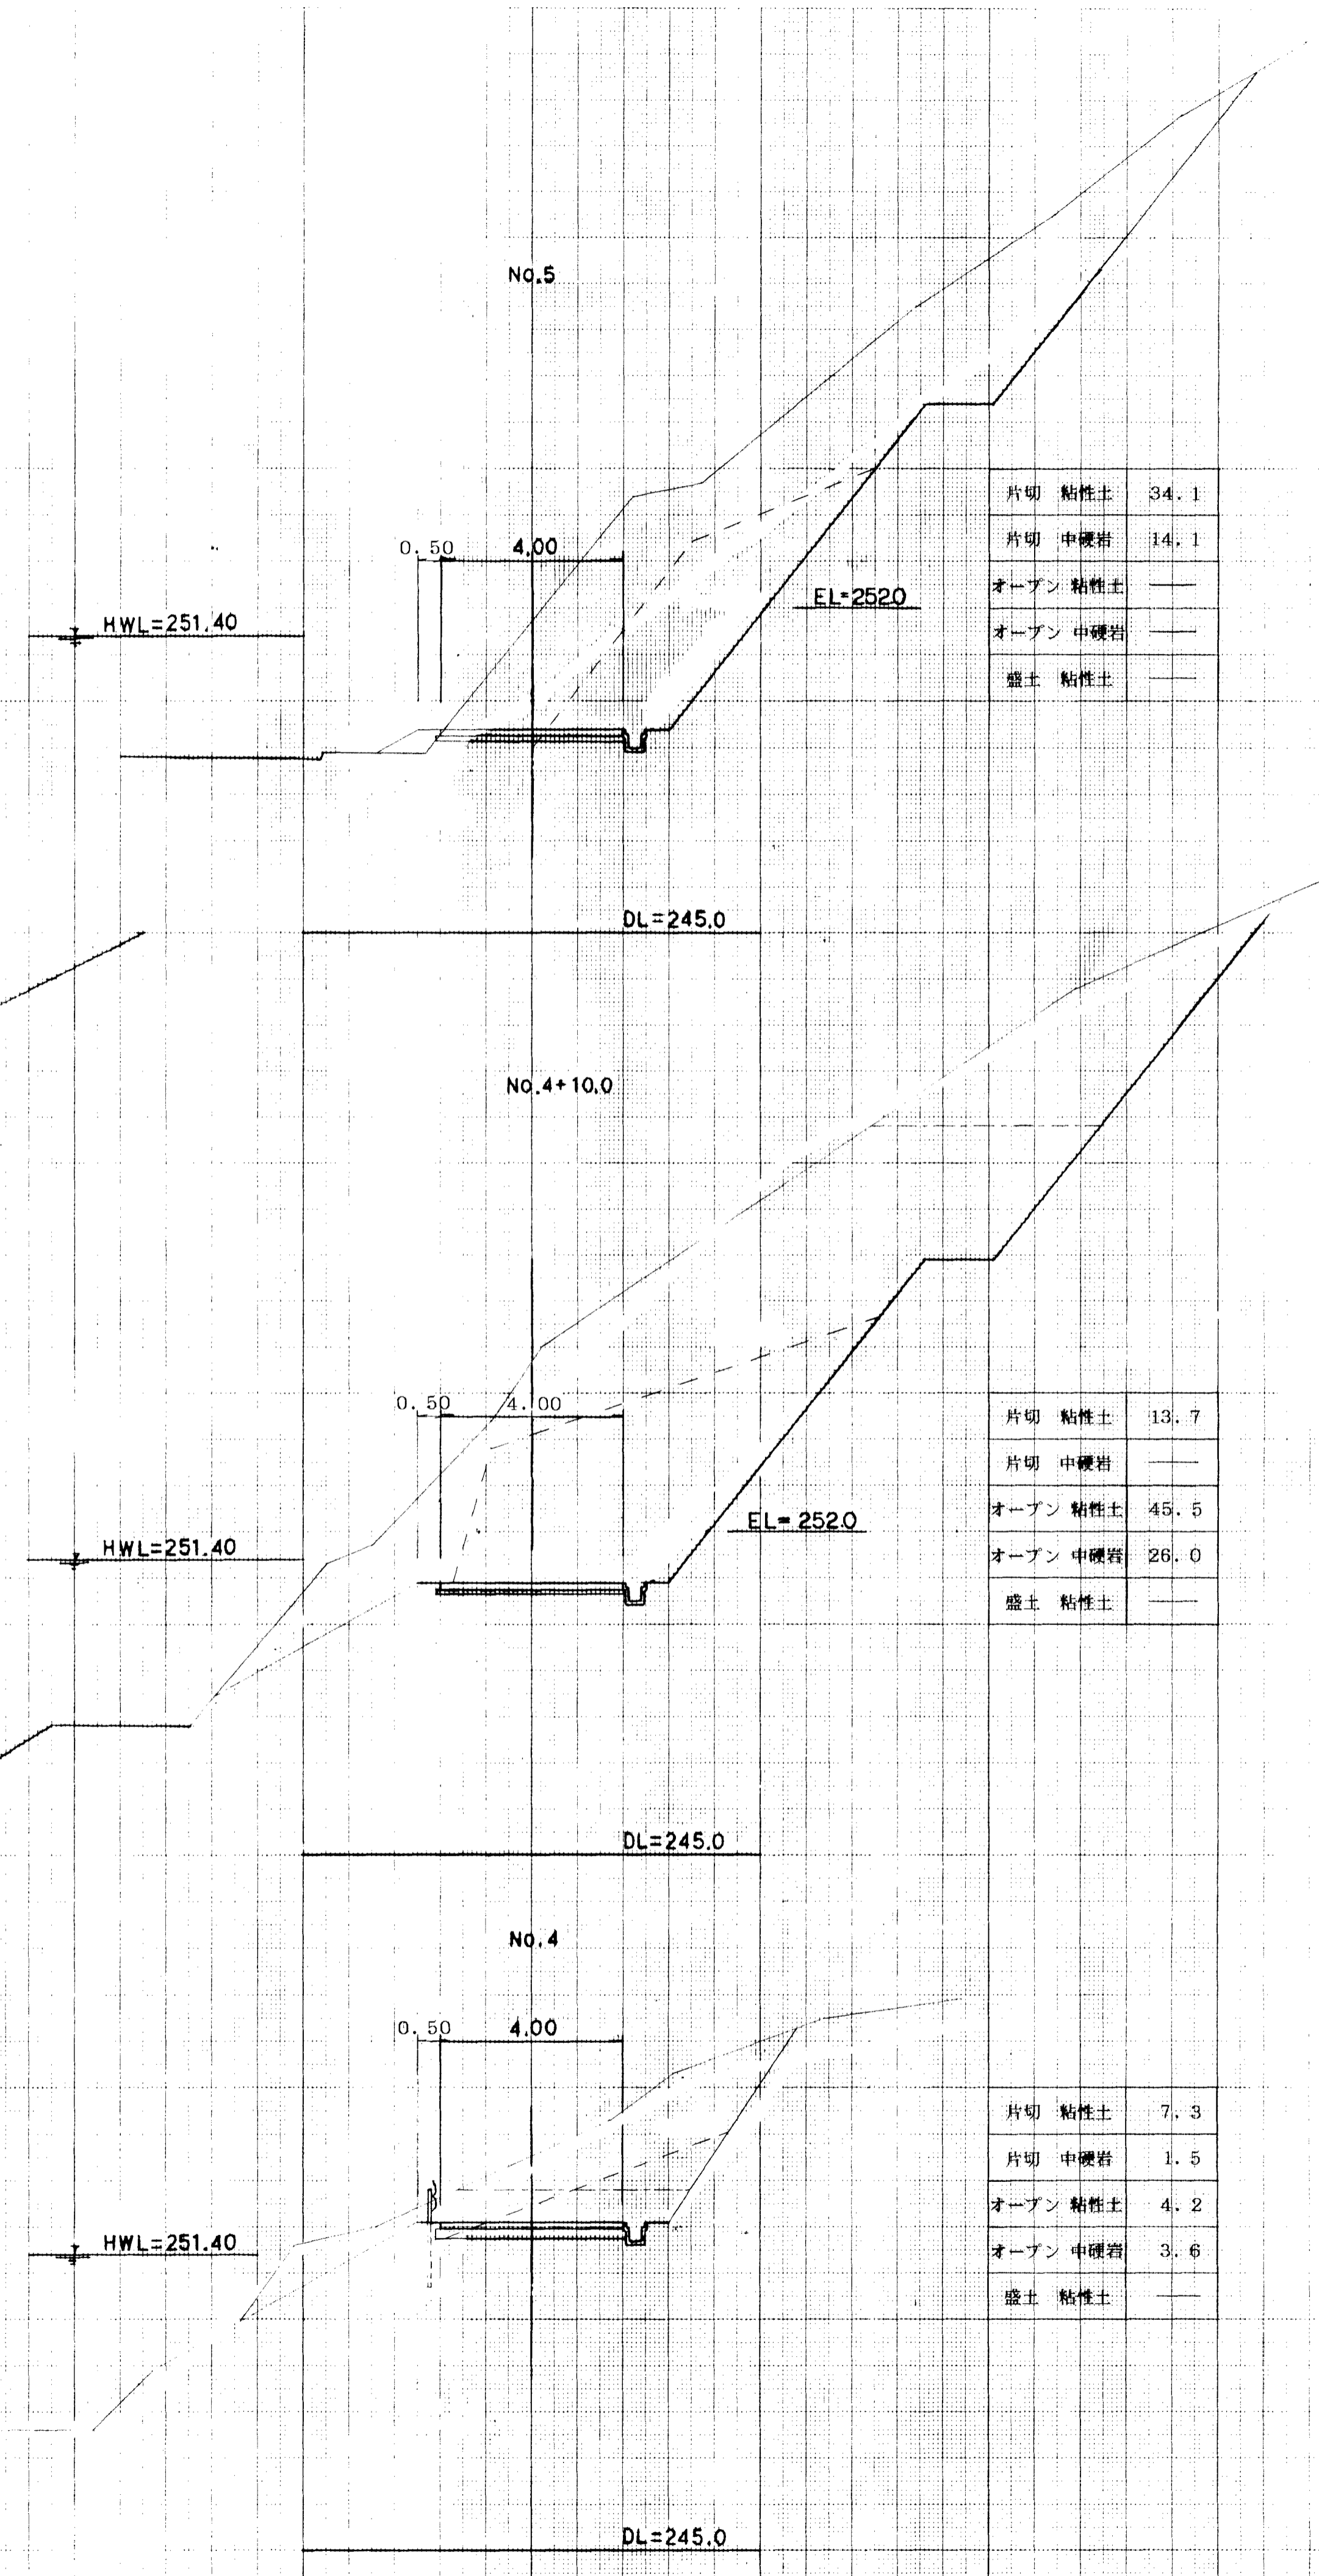 No.5
片切 粘性土 34.1
片切 中硬岩 14.1
オープン 粘性土 ——
オープン 中硬岩 ——
盛土 粘性土 ——
0.50 4.00
EL=252.0
HWL=251.40
DL=245.0
No.4+10.0
0.50 4.00
片切 粘性土 13.7
片切 中硬岩 ——
オープン 粘性土 45.5
オープン 中硬岩 26.0
盛土 粘性土 ——
EL=252.0
HWL=251.40
DL=245.0
No.4
0.50 4.00
片切 粘性土 7.3
片切 中硬岩 1.5
オープン 粘性土 4.2
オープン 中硬岩 3.6
盛土 粘性土 ——
HWL=251.40
DL=245.0